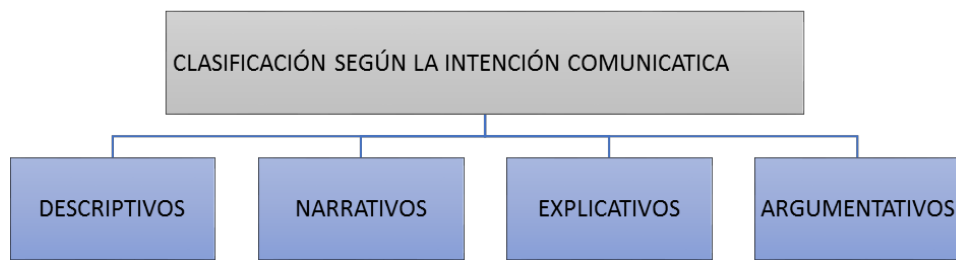 CLASIFICACIÓN SEGÚN LA INTENCIÓN COMUNICATICA
DESCRIPTIVOS
NARRATIVOS
EXPLICATIVOS
ARGUMENTATIVOS